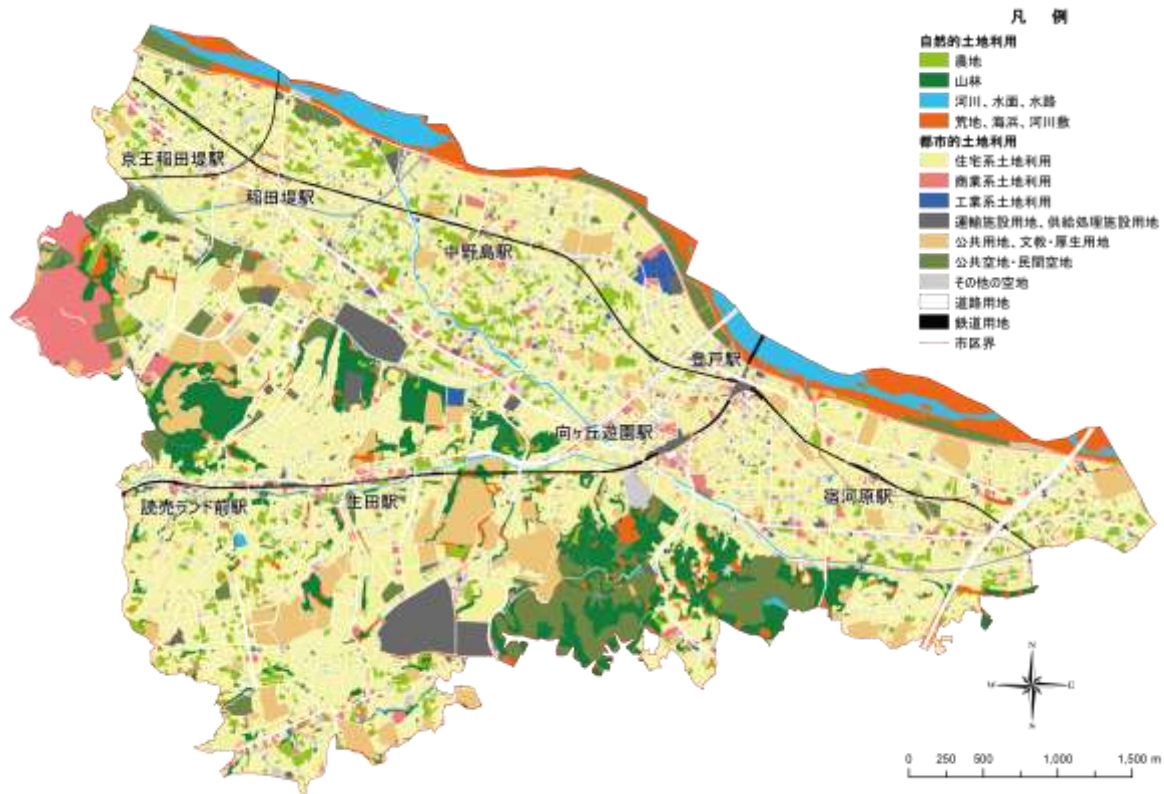 凡 例
自然的土地利用
農地
山林
河川、水面、水路
荒地、海浜、河川敷
都市的土地利用
住宅系土地利用
商業系土地利用
工業系土地利用
運輸施設用地、供給処理施設用地
公共用地、文教・厚生用地
公共空地・民間空地
その他の空地
道路用地
鉄道用地
市区界
京王稲田堤駅
稲田堤駅
中野島駅
登戸駅
向ヶ丘遊園駅
宿河原駅
読売ランド前駅
生田駅
N
W E
S
0 250 500 1,000 1,500 m